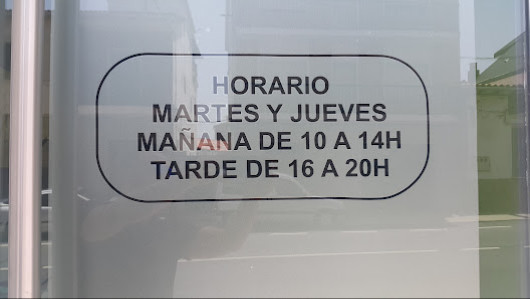 HORARIO
MARTES Y JUEVES
MAÑANA DE 10 A 14H
TARDE DE 16 A 20H